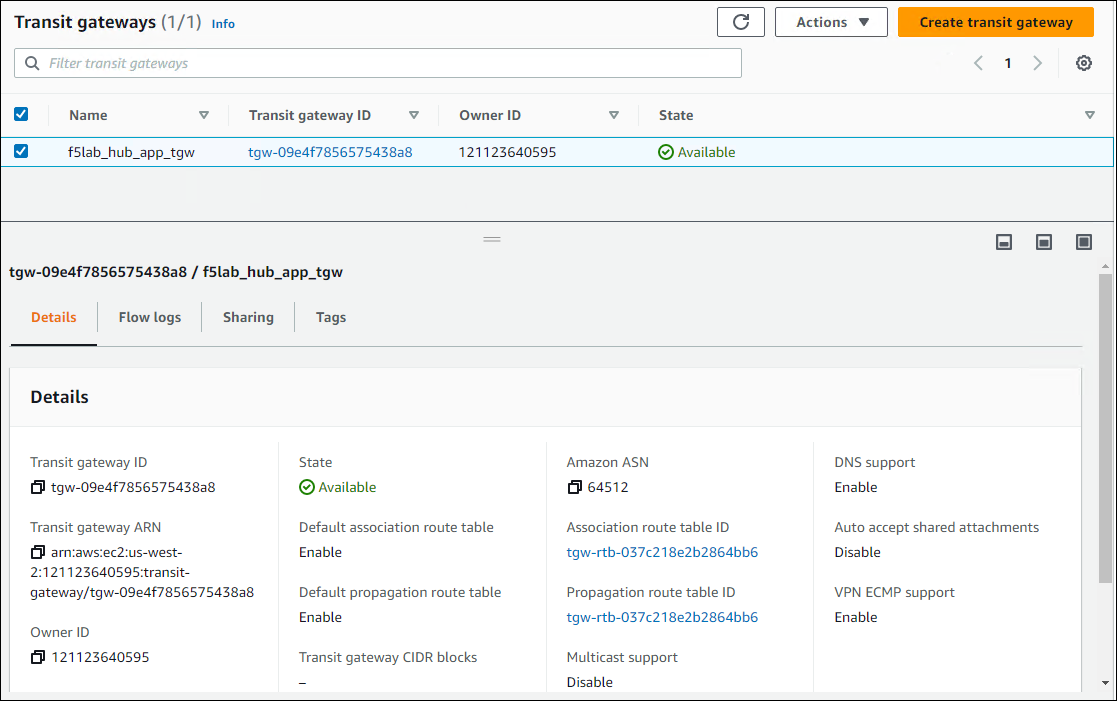 Transit gateways (1/1) Info
Actions
Create transit gateway
Filter transit gateways
1
Name
Transit gateway ID
Owner ID
State
f5lab_hub_app_tgw
tgw-09e4f7856575438a8
121123640595
Available
tgw-09e4f7856575438a8 / f5lab_hub_app_tgw
Details
Flow logs
Sharing
Tags
Details
Transit gateway ID
tgw-09e4f7856575438a8
Transit gateway ARN
arn:aws:ec2:us-west-
2:121123640595:transit-
gateway/tgw-09e4f7856575438a8
Owner ID
121123640595
State
Available
Default association route table
Enable
Default propagation route table
Enable
Transit gateway CIDR blocks
–
Amazon ASN
64512
Association route table ID
tgw-rtb-037c218e2b2864bb6
Propagation route table ID
tgw-rtb-037c218e2b2864bb6
Multicast support
Disable
DNS support
Enable
Auto accept shared attachments
Disable
VPN ECMP support
Enable